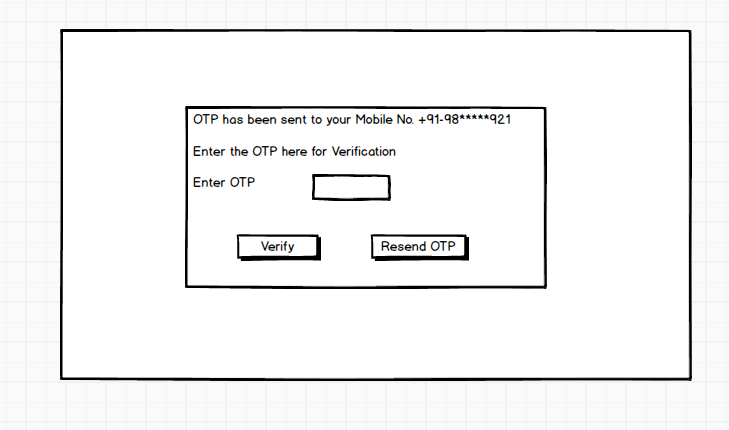 OTP has been sent to your Mobile No. +91-98*****921
Enter the OTP here for Verification
Enter OTP
Verify
Resend OTP